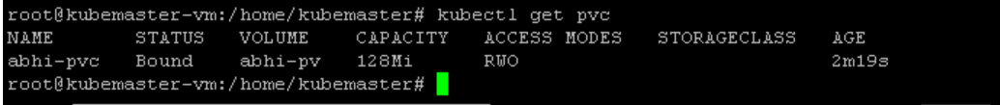 root@kubemaster-vm:/home/kubemaster# kubectl get pvc
NAME       STATUS   VOLUME    CAPACITY   ACCESS MODES   STORAGECLASS   AGE
abhi-pvc   Bound    abhi-pv   128Mi      RWO                           2m19s
root@kubemaster-vm:/home/kubemaster#